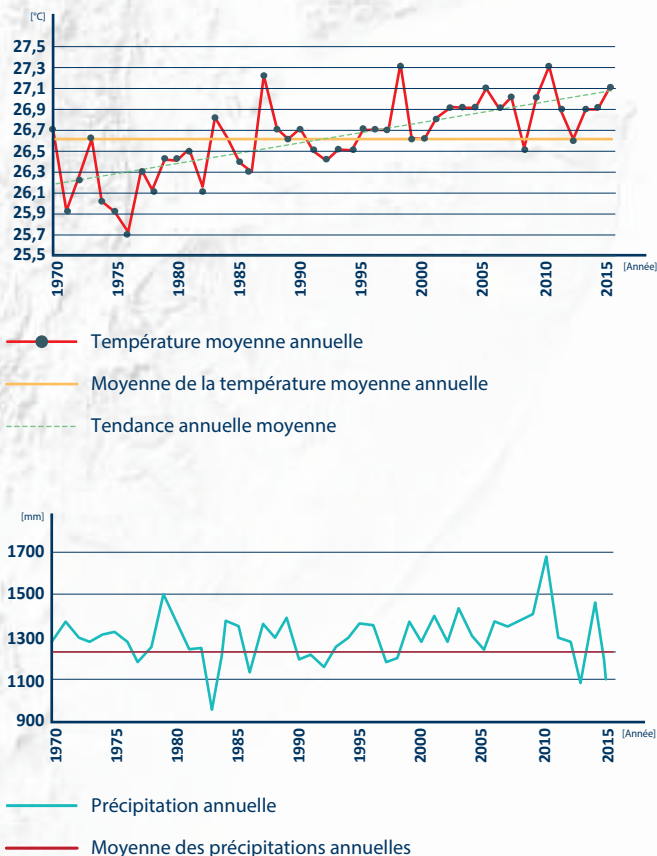 [°C]
27,5
27,3
27,1
26,9
26,7
26,5
26,3
26,1
25,9
25,7
25,5
1970 1975 1980 1985 1990 1995 2000 2005 2010 2015 [Année]
Température moyenne annuelle
Moyenne de la température moyenne annuelle
Tendance annuelle moyenne
[mm]
1700
1500
1300
1100
900
1970 1975 1980 1985 1990 1995 2000 2005 2010 2015 [Année]
Précipitation annuelle
Moyenne des précipitations annuelles